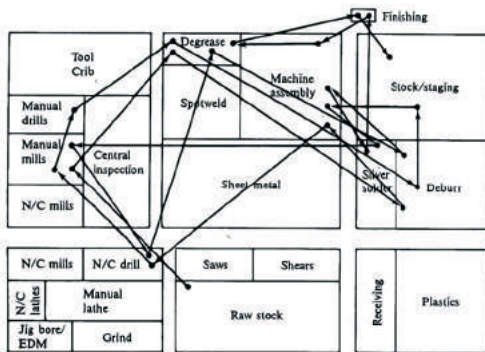 Finishing
Degrease
Tool
Crib
Machine
assembly
Stock/staging
Manual
drills
Spotweld
Manual
mills
Central
inspection
Sheet metal
Silver
solder
Deburr
N/C mills
N/C mills
N/C drill
Saws
Shears
N/C
lathes
Manual
lathe
Raw stock
Receiving
Plastics
Jig bore/
EDM
Grind